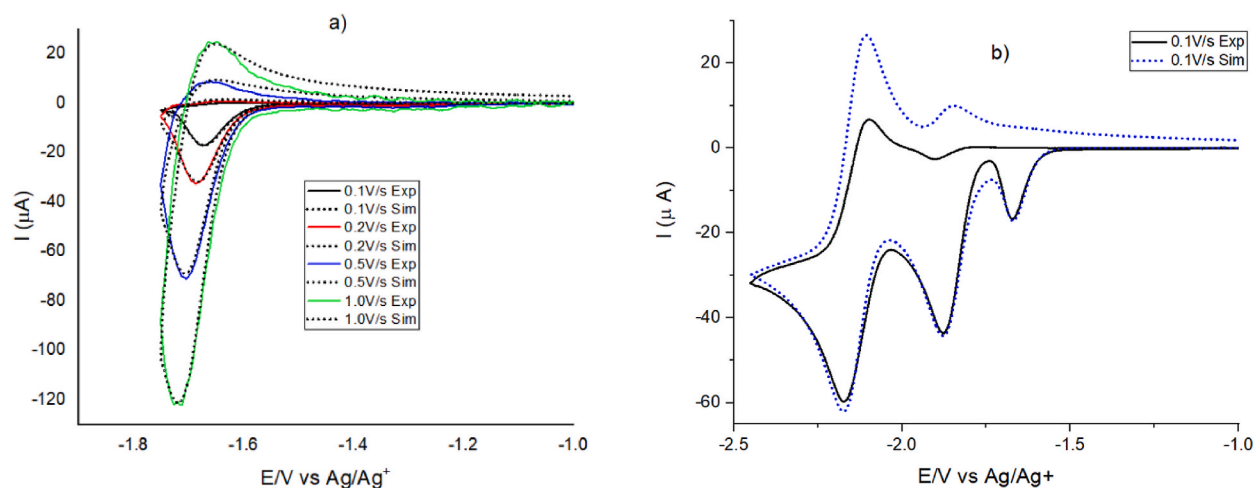 a)
20
0
-20
-40
-60
-80
-100
-120
I (µA)
0.1V/s Exp
0.1V/s Sim
0.2V/s Exp
0.2V/s Sim
0.5V/s Exp
0.5V/s Sim
1.0V/s Exp
1.0V/s Sim
-1.8 -1.6 -1.4 -1.2 -1.0
E/V vs Ag/Ag⁺
b)
0.1V/s Exp
0.1V/s Sim
20
0
-20
-40
-60
I (µ A)
-2.5 -2.0 -1.5 -1.0
E/V vs Ag/Ag+